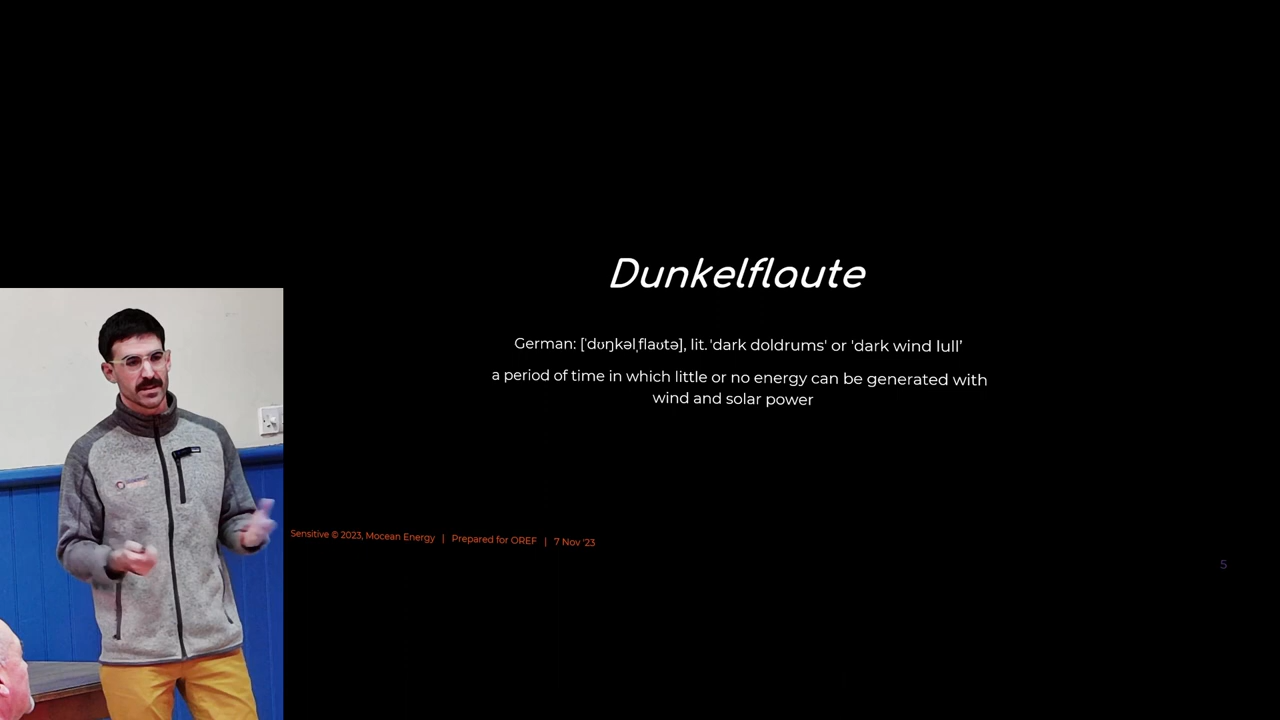 Dunkelflaute
German: [ˈdʊŋkəlˌflaʊtə], lit. 'dark doldrums' or 'dark wind lull'
a period of time in which little or no energy can be generated with
wind and solar power
Sensitive © 2023, Mocean Energy | Prepared for OREF | 7 Nov '23
5